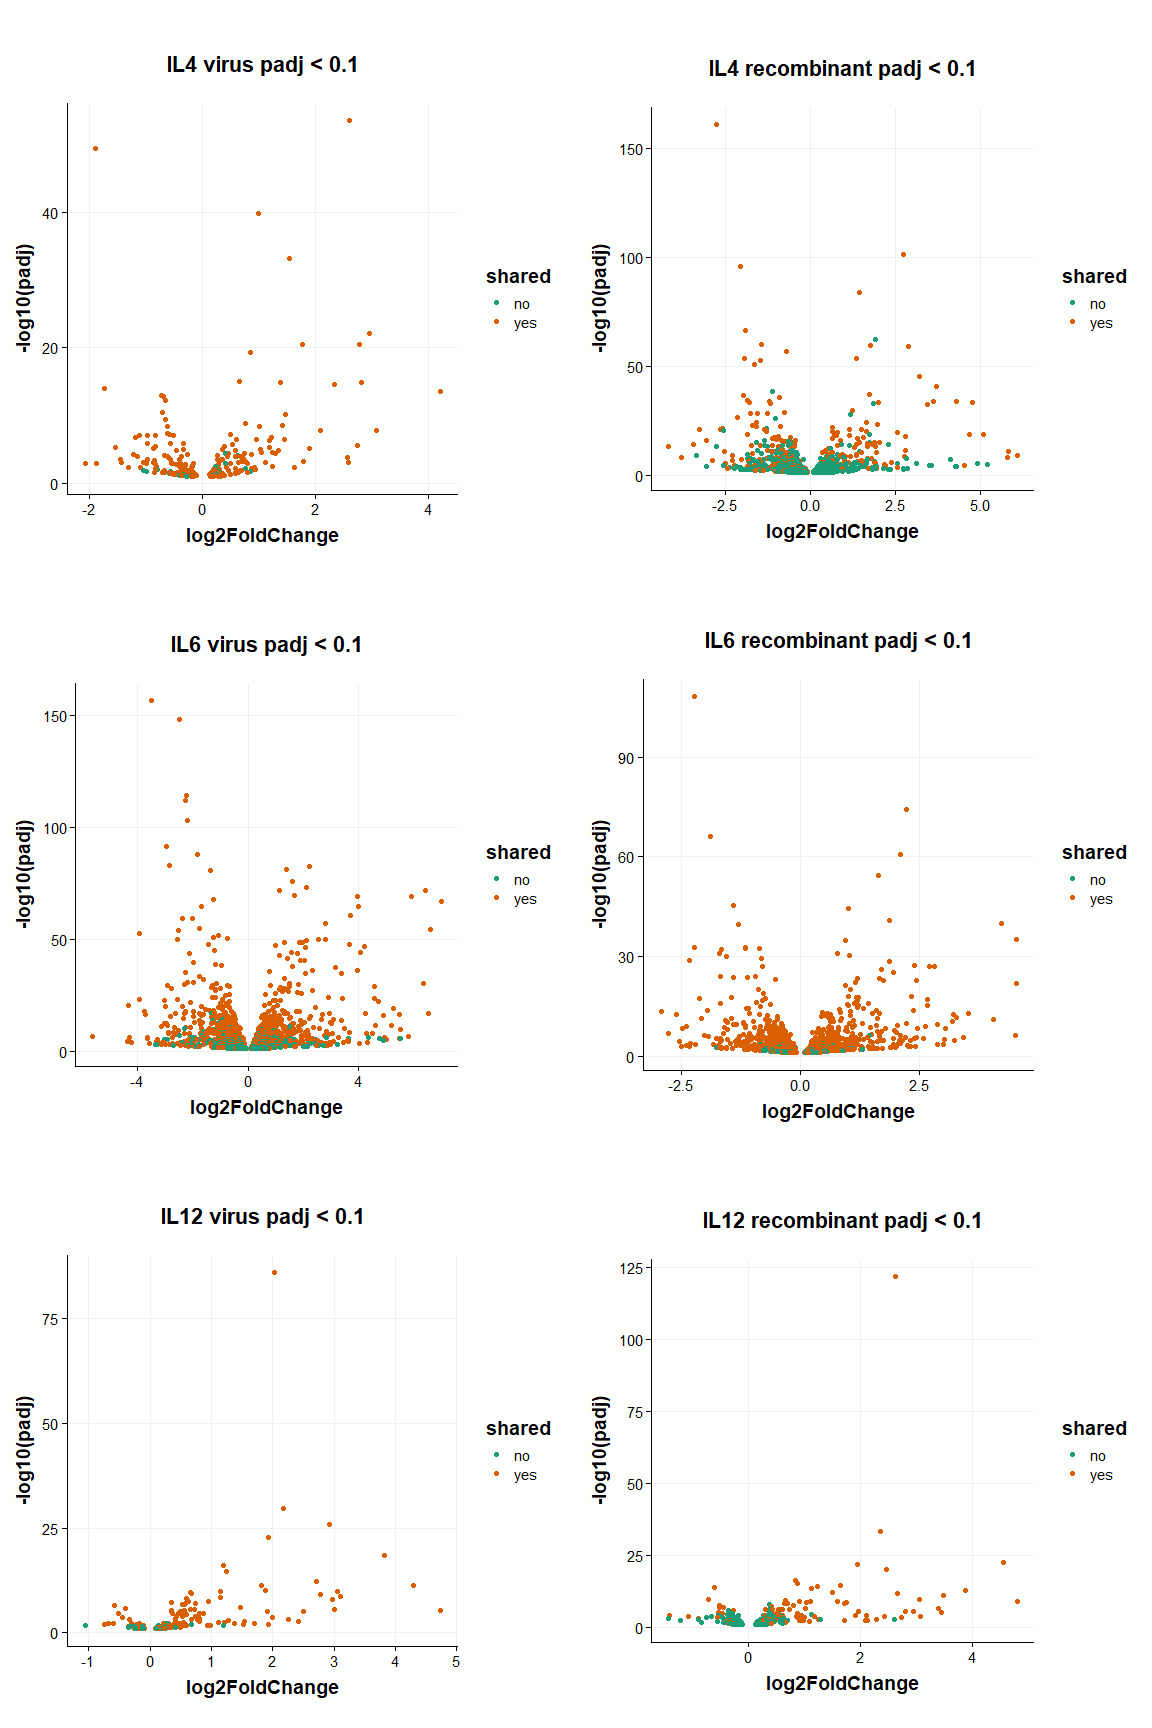 IL4 virus padj < 0.1
40
20
0
-2 0 2 4
log2FoldChange
-log10(padj)
shared
no
yes
IL4 recombinant padj < 0.1
150
100
50
0
-2.5 0.0 2.5 5.0
log2FoldChange
-log10(padj)
shared
no
yes
IL6 virus padj < 0.1
150
100
50
0
-4 0 4
log2FoldChange
-log10(padj)
shared
no
yes
IL6 recombinant padj < 0.1
90
60
30
0
-2.5 0.0 2.5
log2FoldChange
-log10(padj)
shared
no
yes
IL12 virus padj < 0.1
75
50
25
0
-1 0 1 2 3 4 5
log2FoldChange
-log10(padj)
shared
no
yes
IL12 recombinant padj < 0.1
125
100
75
50
25
0
0 2 4
log2FoldChange
-log10(padj)
shared
no
yes